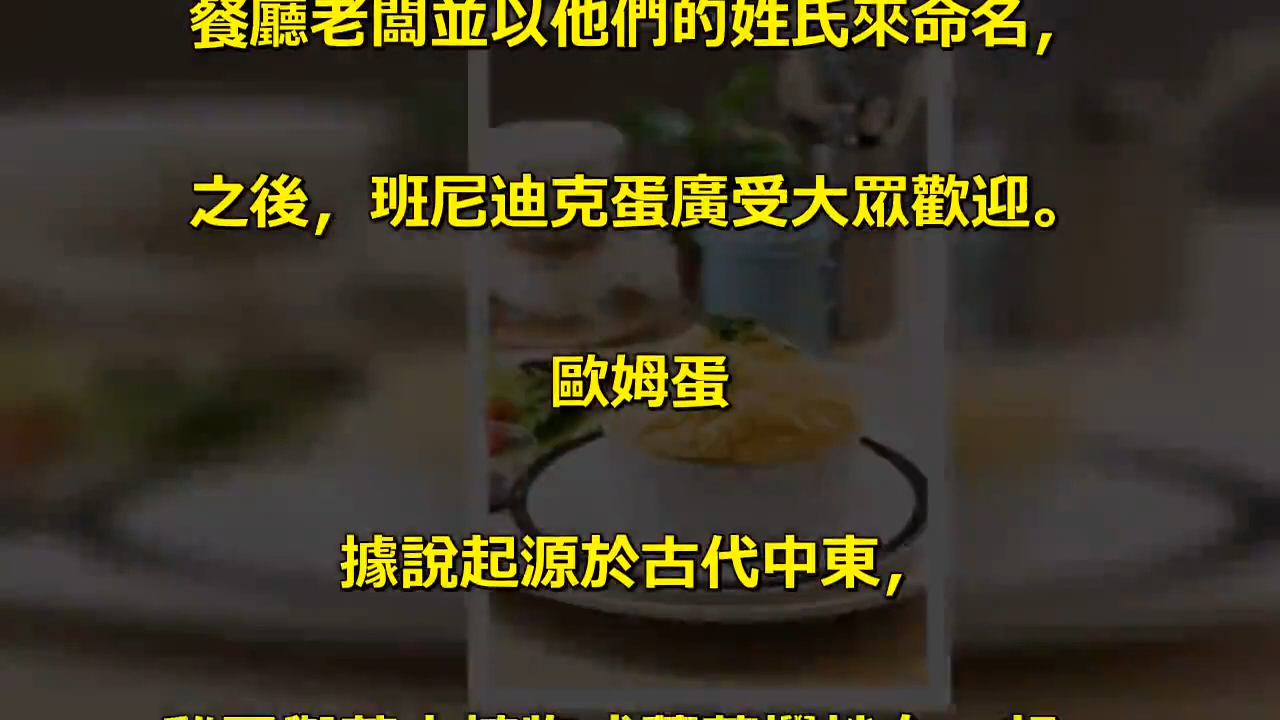 餐廳老闆並以他們的姓氏來命名，
之後，班尼迪克蛋廣受大眾歡迎。
歐姆蛋
據說起源於古代中東，